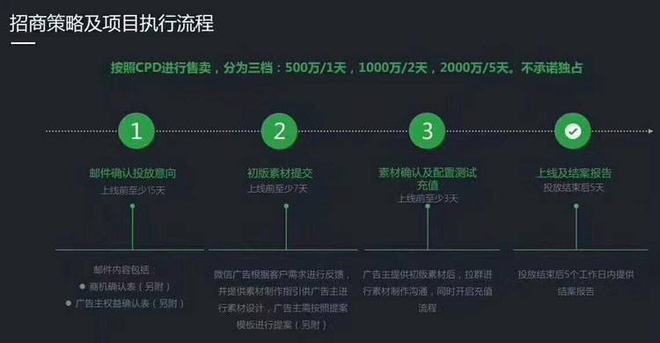 招商策略及项目执行流程
按照CPD进行售卖，分为三档：500万/1天，1000万/2天，2000万/5天。不承诺独占
1
邮件确认投放意向
上线前至少15天
邮件内容包括：
● 商机确认表（另附）
● 广告主权益确认表（另附）
2
初版素材提交
上线前至少7天
微信广告根据客户需求进行反馈，
并提供素材制作指引供广告主进
行素材设计，广告主需按照提案
模板进行提案（另附）
3
素材确认及配置测试
充值
上线前至少3天
广告主提供初版素材后，拉群进
行素材制作沟通，同时开启充值
流程
上线及结案报告
投放结束后5天
投放结束后5个工作日内提供
结案报告